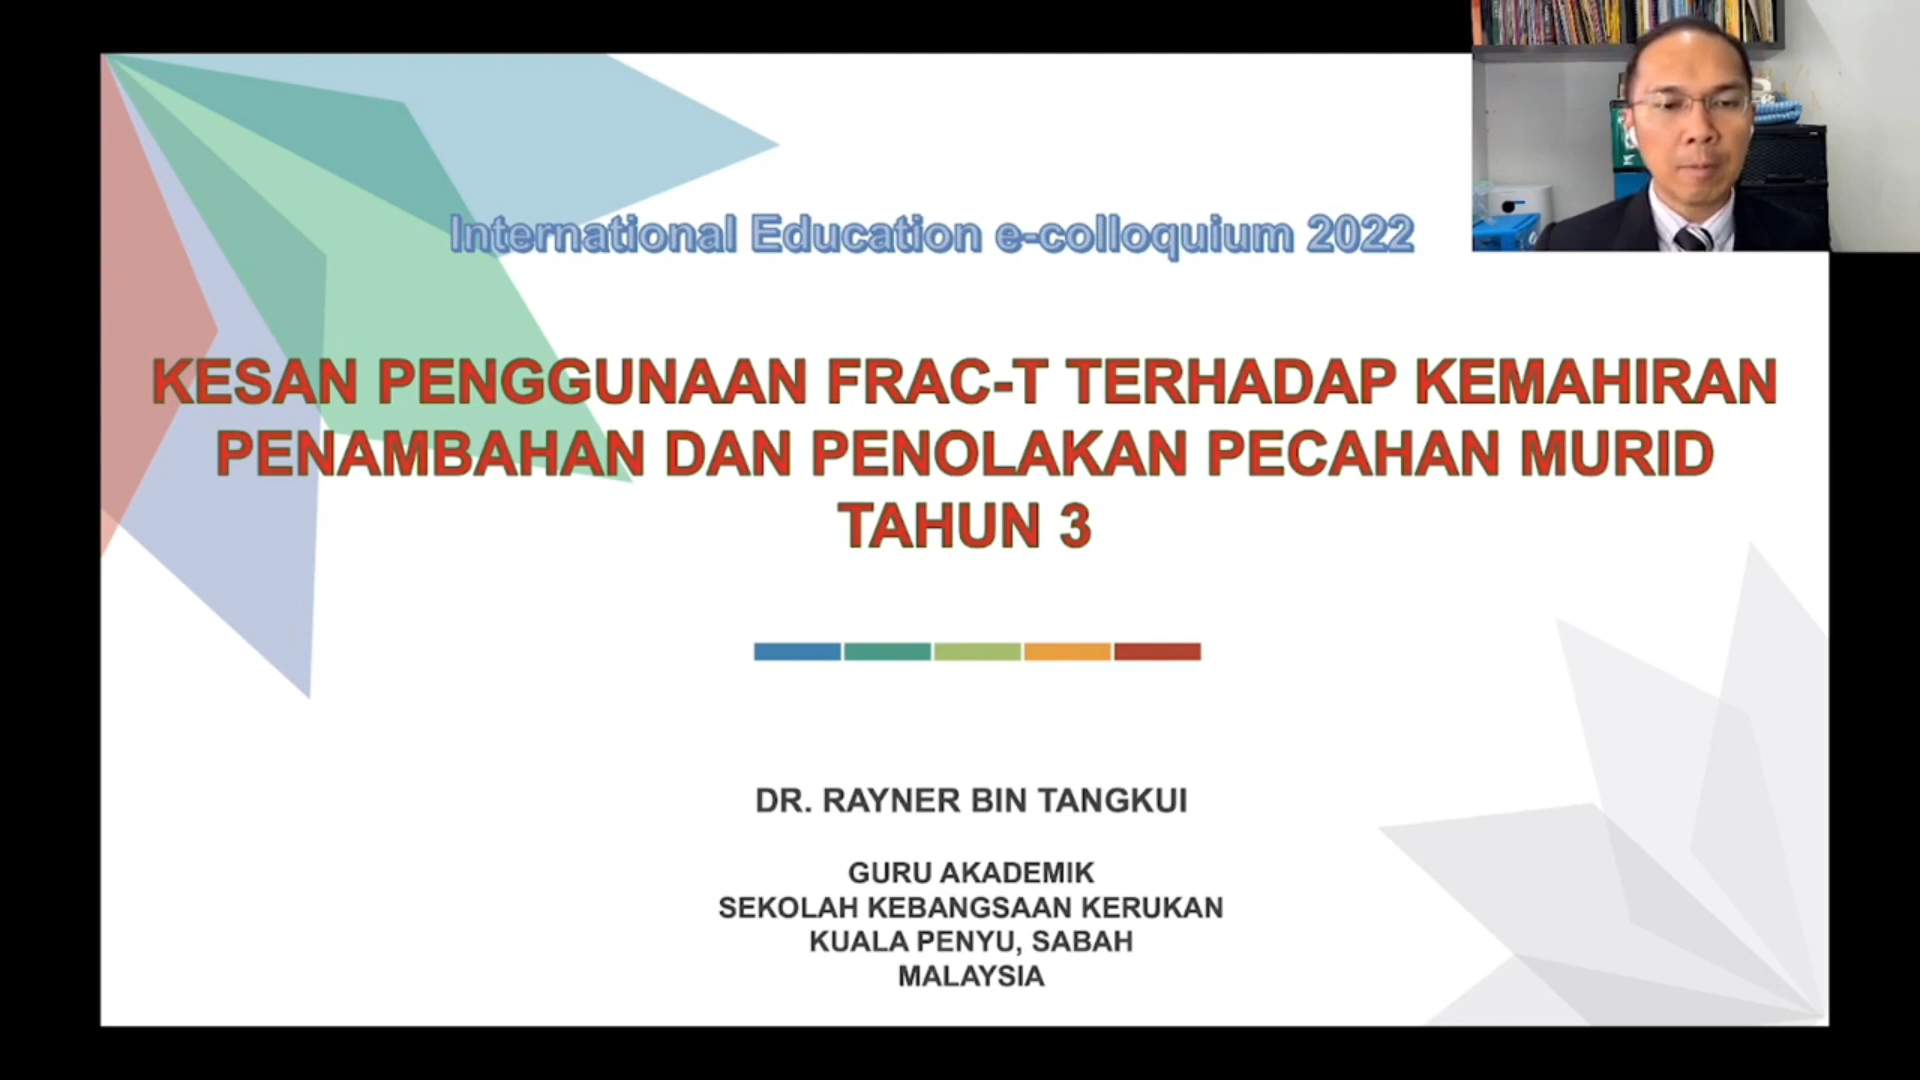 International Education e-colloquium 2022
KESAN PENGGUNAAN FRAC-T TERHADAP KEMAHIRAN
PENAMBAHAN DAN PENOLAKAN PECAHAN MURID
TAHUN 3
DR. RAYNER BIN TANGKUI
GURU AKADEMIK
SEKOLAH KEBANGSAAN KERUKAN
KUALA PENYU, SABAH
MALAYSIA